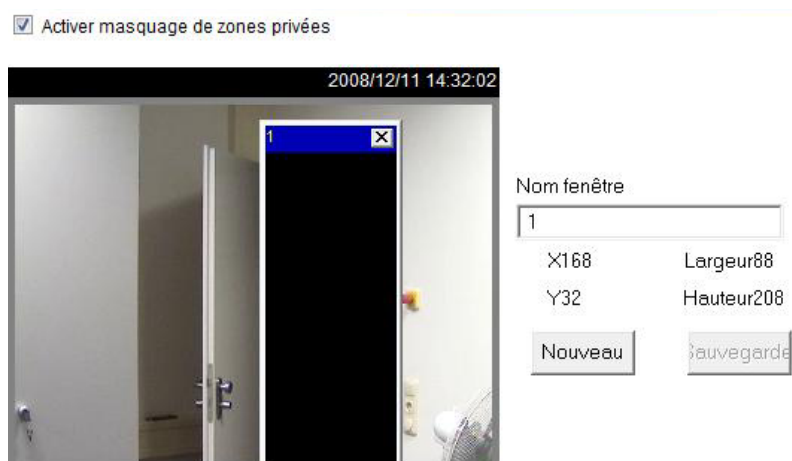 Activer masquage de zones privées
2008/12/11 14:32:02
1
Nom fenêtre
1
X168 Largeur88
Y32 Hauteur208
Nouveau Sauvegarde